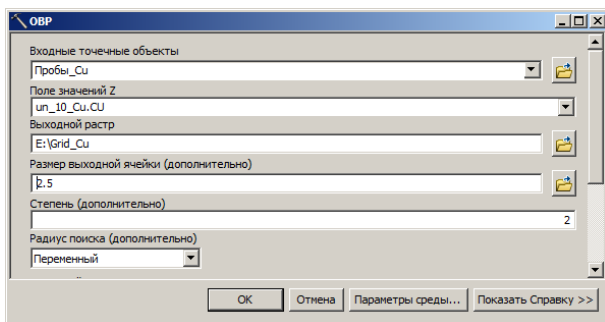 ОВР
Входные точечные объекты
Пробы_Cu
Поле значений Z
un_10_Cu.CU
Выходной растр
E:\Grid_Cu
Размер выходной ячейки (дополнительно)
2.5
Степень (дополнительно)
2
Радиус поиска (дополнительно)
Переменный
OK Отмена Параметры среды... Показать Справку >>